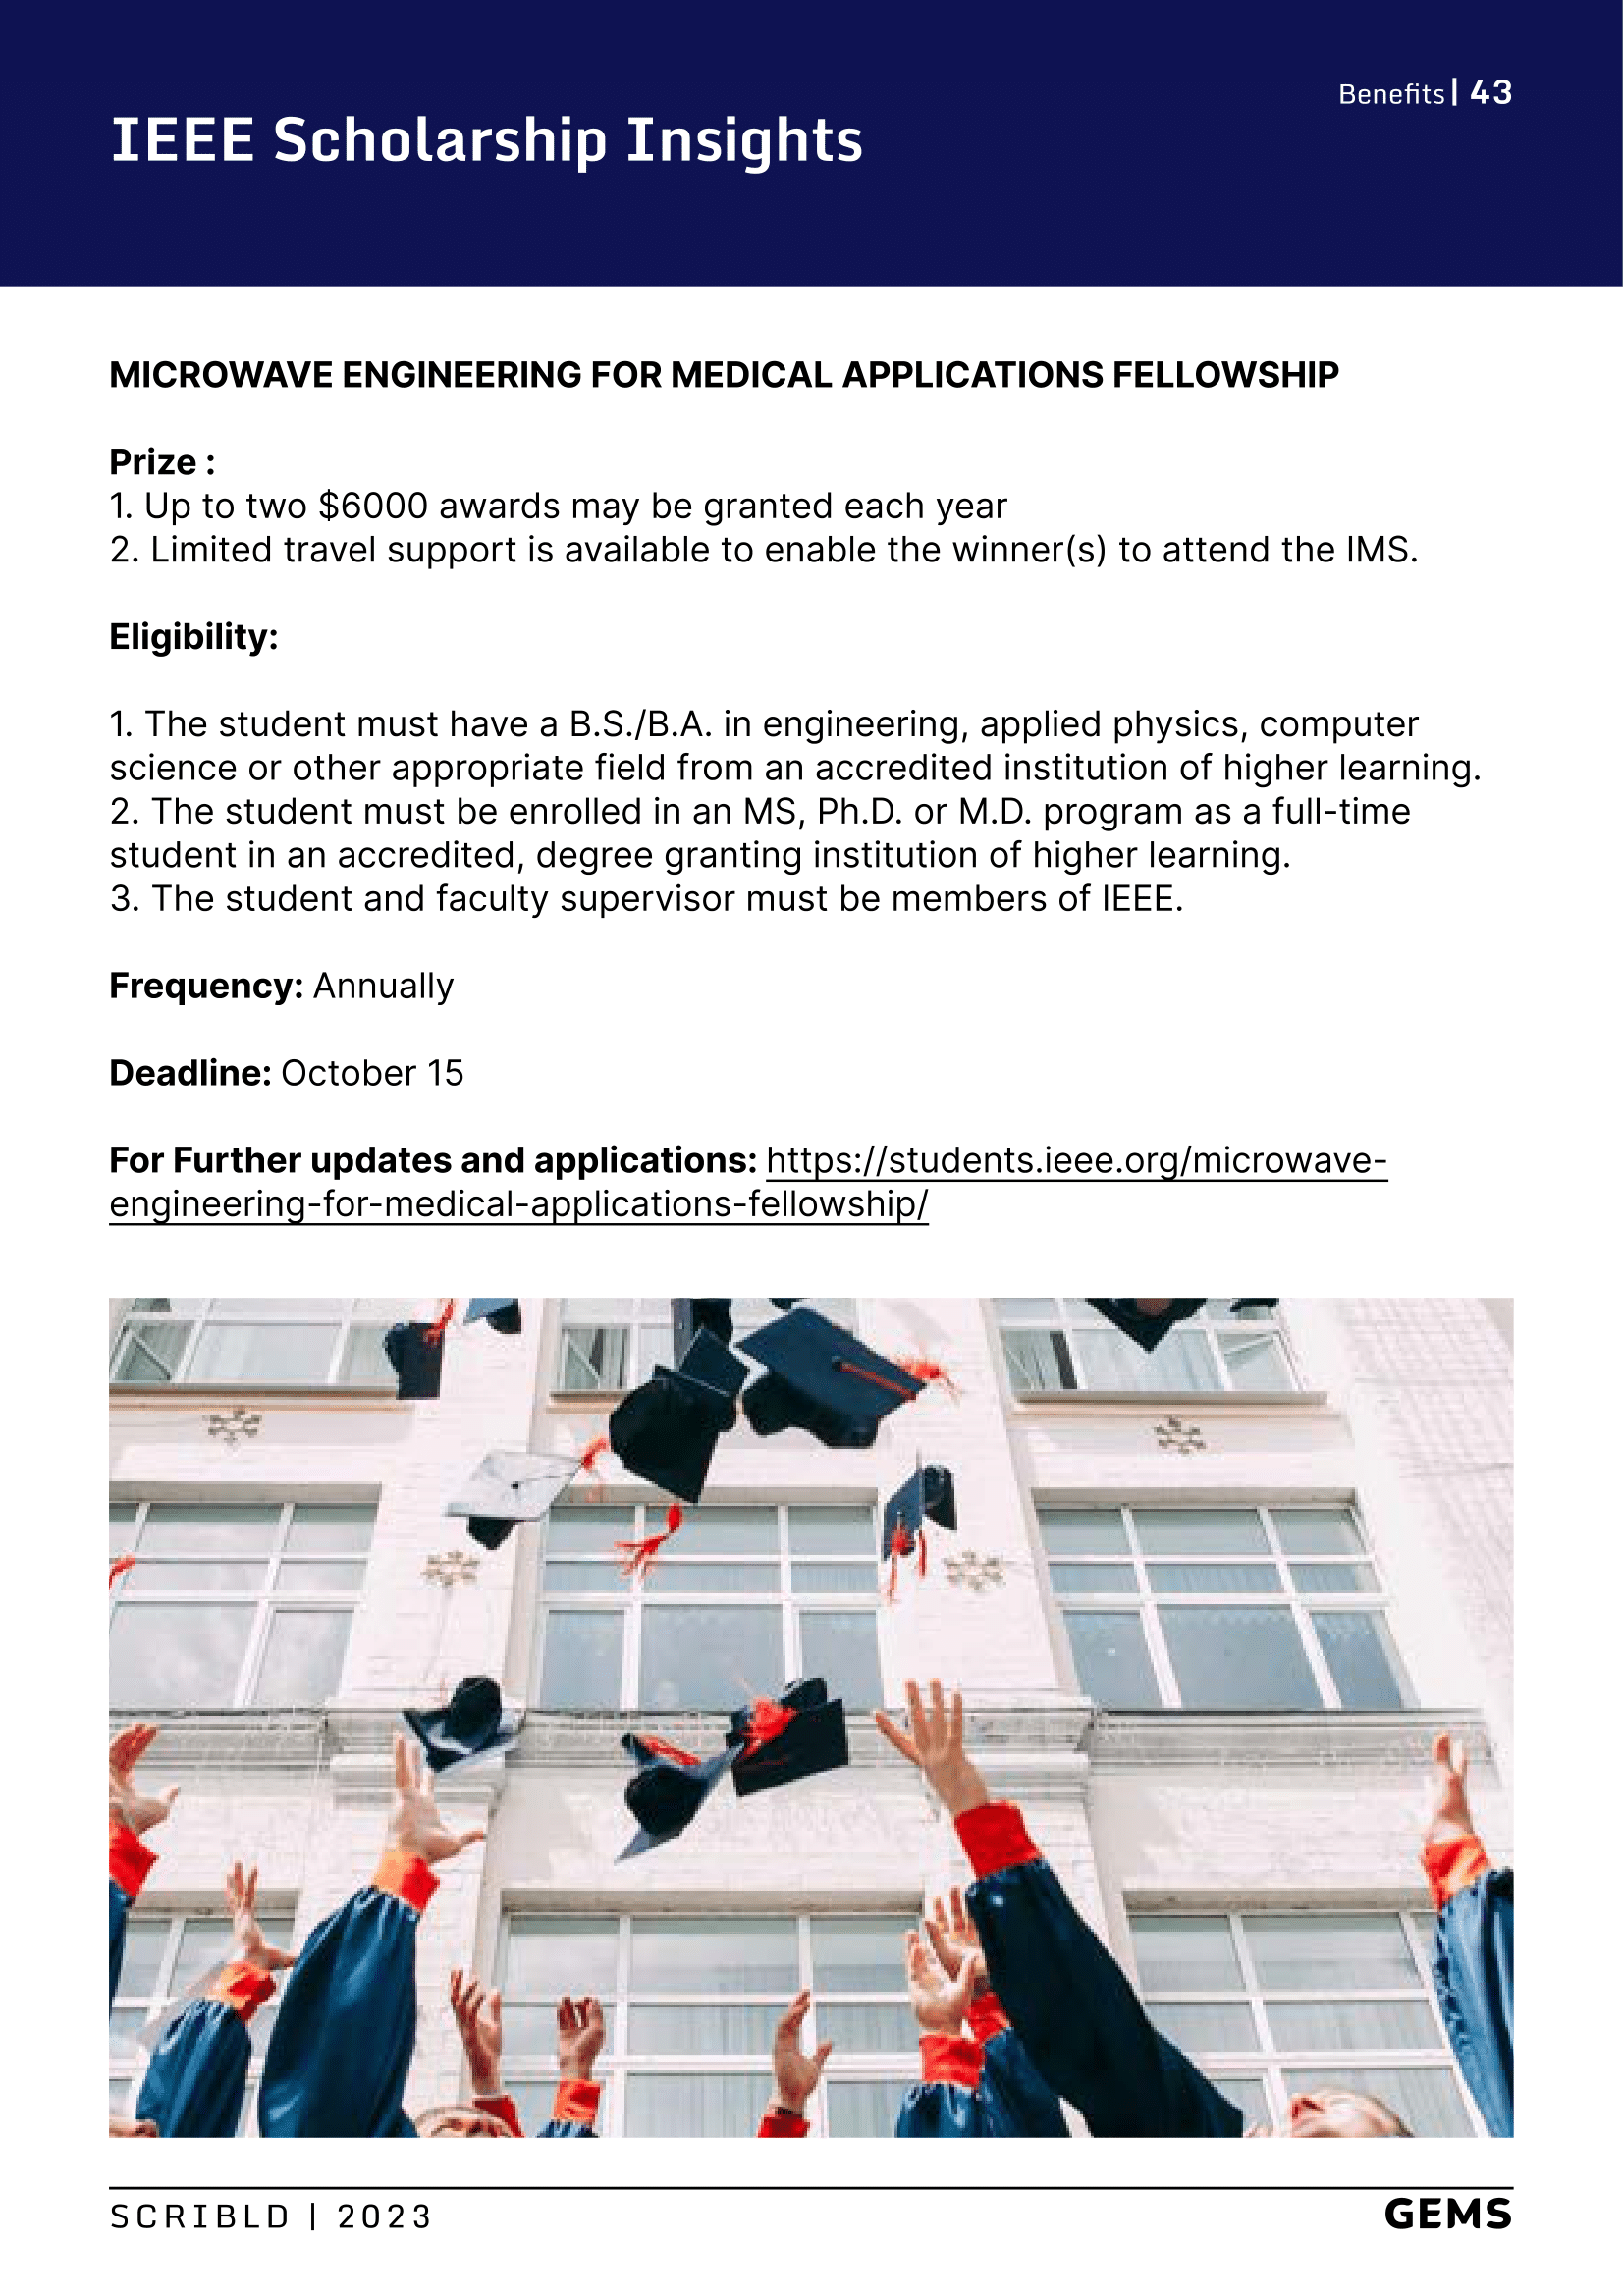 Benefits| 43
IEEE Scholarship Insights
MICROWAVE ENGINEERING FOR MEDICAL APPLICATIONS FELLOWSHIP
Prize :
1. Up to two $6000 awards may be granted each year
2. Limited travel support is available to enable the winner(s) to attend the IMS.
Eligibility:
1. The student must have a B.S./B.A. in engineering, applied physics, computer
science or other appropriate field from an accredited institution of higher learning.
2. The student must be enrolled in an MS, Ph.D. or M.D. program as a full-time
student in an accredited, degree granting institution of higher learning.
3. The student and faculty supervisor must be members of IEEE.
Frequency: Annually
Deadline: October 15
For Further updates and applications: https://students.ieee.org/microwave-
engineering-for-medical-applications-fellowship/
SCRIBLD | 2023
GEMS